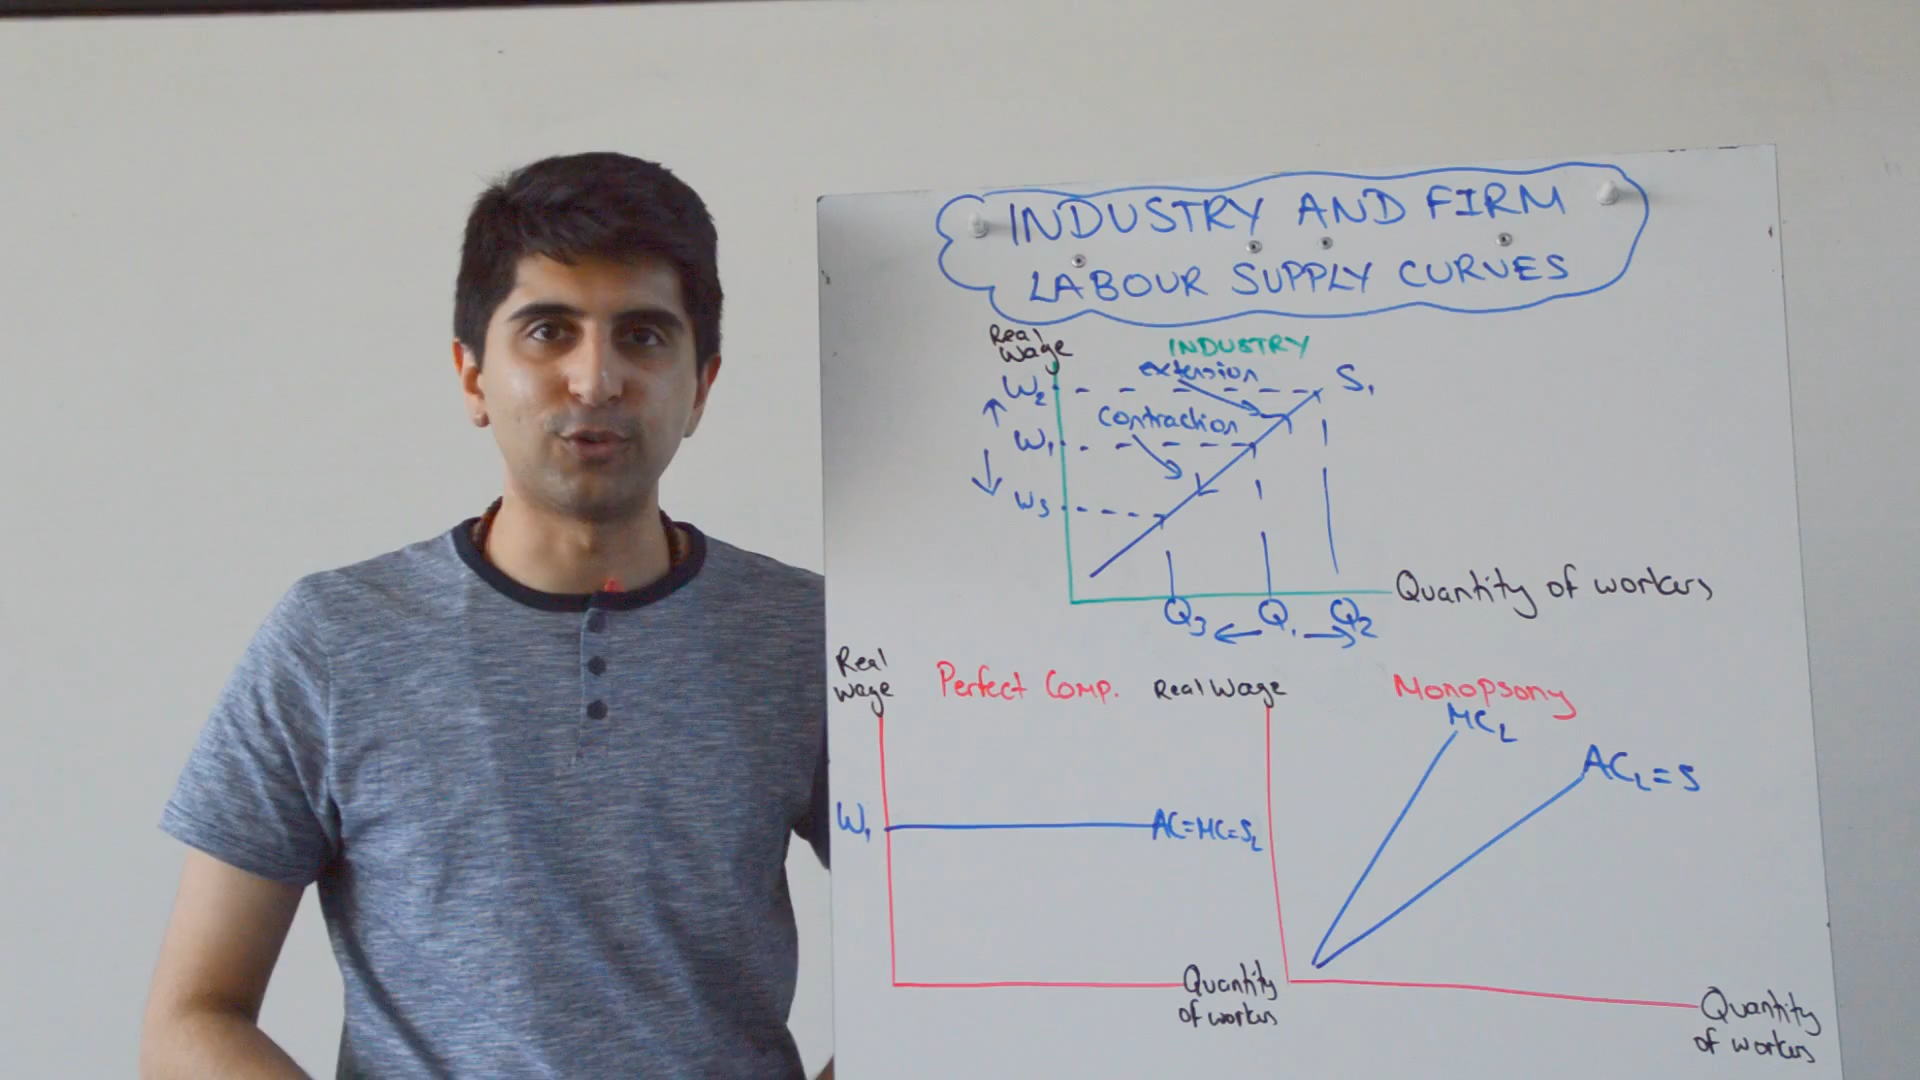 INDUSTRY AND FIRM
LABOUR SUPPLY CURVES
Real
Wage
INDUSTRY
extension
W2
S1
Contraction
W1
W3
Quantity of workers
Q3
Q1
Q2
Real
Wage
Perfect Comp.
W1
AC=MC=SL
Quantity
of workers
Real Wage
Monopsony
MCL
ACL=S
Quantity
of workers